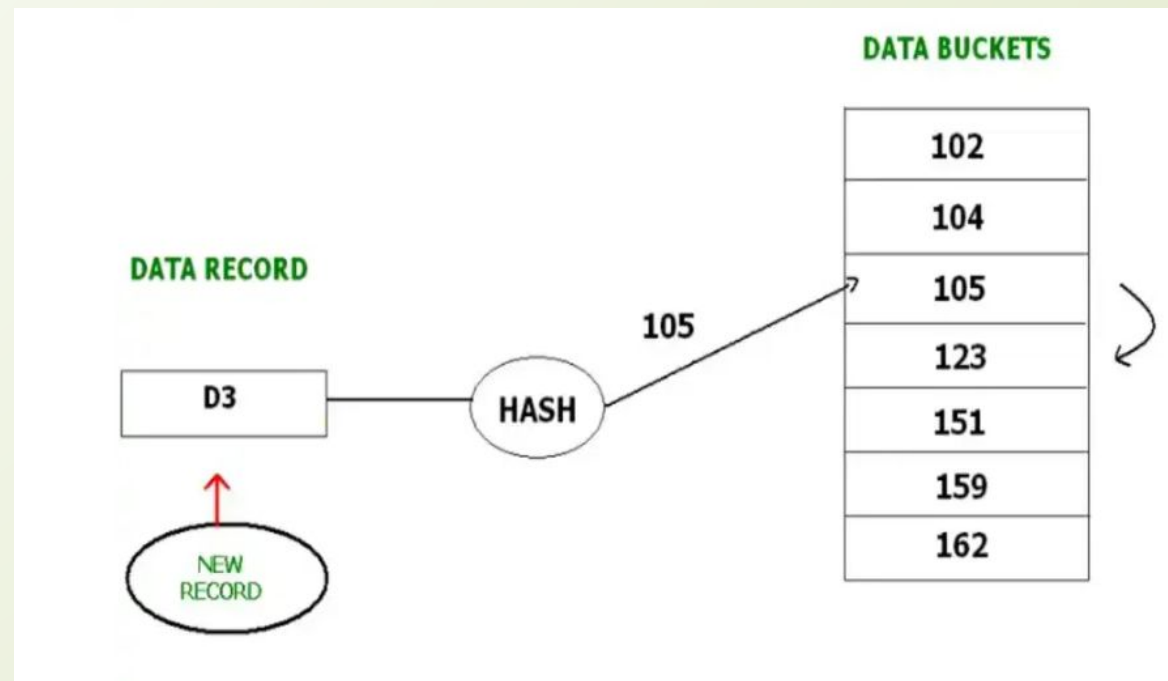 DATA BUCKETS
102
104
DATA RECORD
105
105
123
D3
HASH
151
159
162
NEW
RECORD